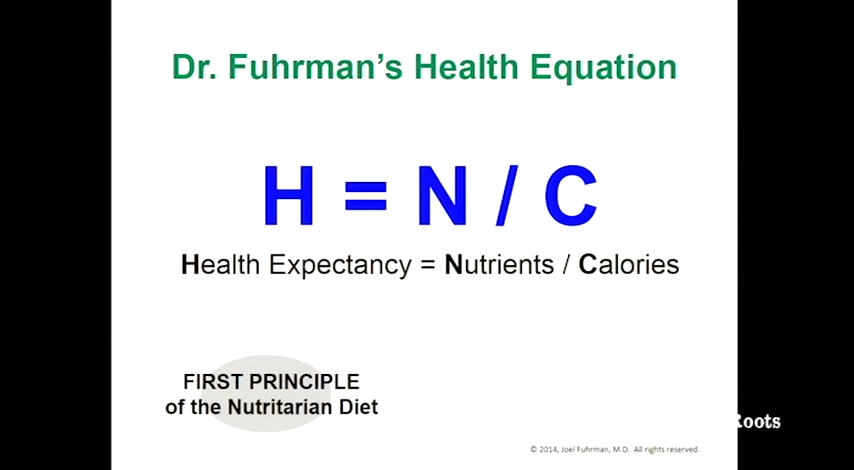 Dr. Fuhrman's Health Equation
H = N / C
Health Expectancy = Nutrients / Calories
FIRST PRINCIPLE
of the Nutritarian Diet
Roots
© 2014, Joel Fuhrman, M.D. All rights reserved.